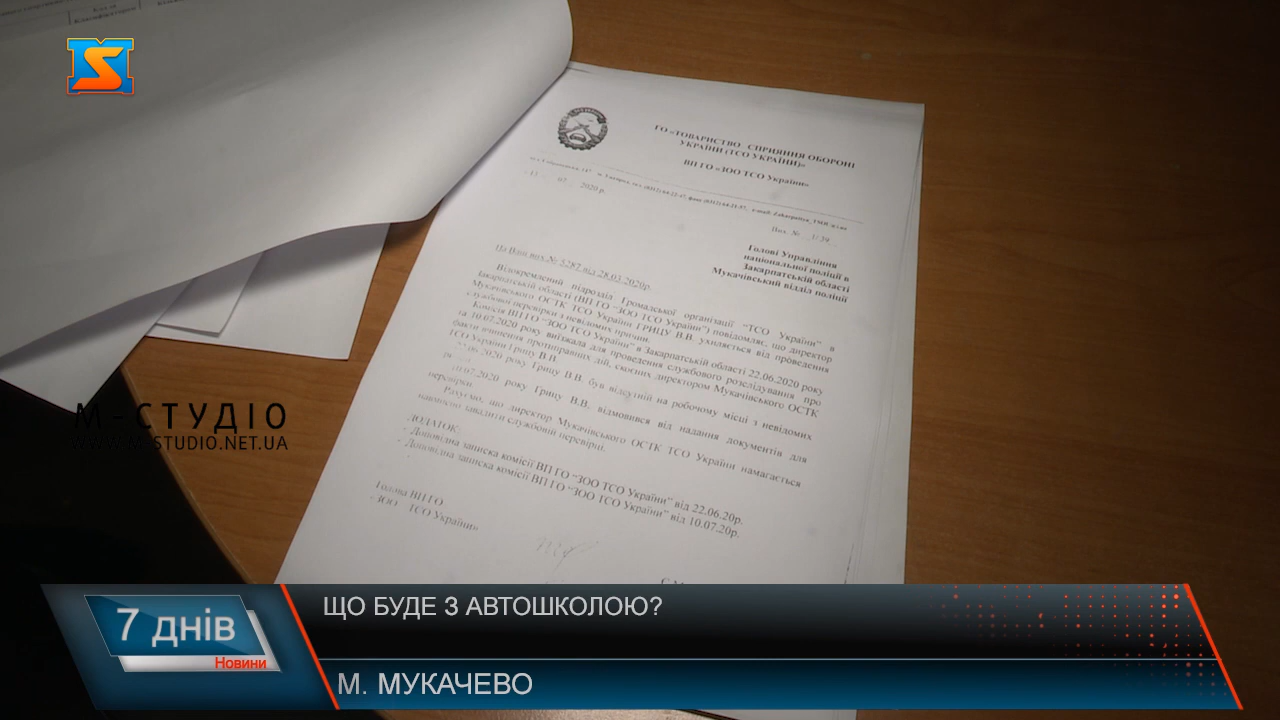 ГО «ТОВАРИСТВО СПРИЯННЯ ОБОРОНІ
УКРАЇНИ (ТСО УКРАЇНИ)»
ВП ГО «ЗОО ТСО України»
2020 р.
Вих. №
Голові Управління
національної поліції в
Закарпатській області
Мукачівський відділ поліції
На Ваш вих.№ 5287 від 28.03.2020р.
Відокремлений підрозділ Громадської організації "ТСО України" в
Закарпатській області (ВП ГО "ЗОО ТСО України") повідомляє, що директор
Мукачівського ОСТК ТСО України ГРИЦУ В.В. ухиляється від проведення
службової перевірки з невідомих причин.
Комісія ВП ГО "ЗОО ТСО України" в Закарпатській області 22.06.2020 року
та 10.07.2020 року виїжджала для проведення службового розслідування про
факти вчинення протиправних дій, скоєних директором Мукачівського ОСТК
ТСО України Грицу В.В.
22.06.2020 року Грицу В.В. був відсутній на робочому місці з невідомих
10.07.2020 року Грицу В.В. відмовився від надання документів для
перевірки.
Рахуємо, що директор Мукачівського ОСТК ТСО України намагається
навмисно завадити службовій перевірці.
ДОДАТОК:
- Доповідна записка комісії ВП ГО "ЗОО ТСО України" від 22.06.20р.
- Доповідна записка комісії ВП ГО "ЗОО ТСО України" від 10.07.20р.
Голова ВП ГО
«ЗОО ТСО України»
М-СТУДІО
WWW.M-STUDIO.NET.UA
7 днів
Новини
ЩО БУДЕ З АВТОШКОЛОЮ?
М. МУКАЧЕВО